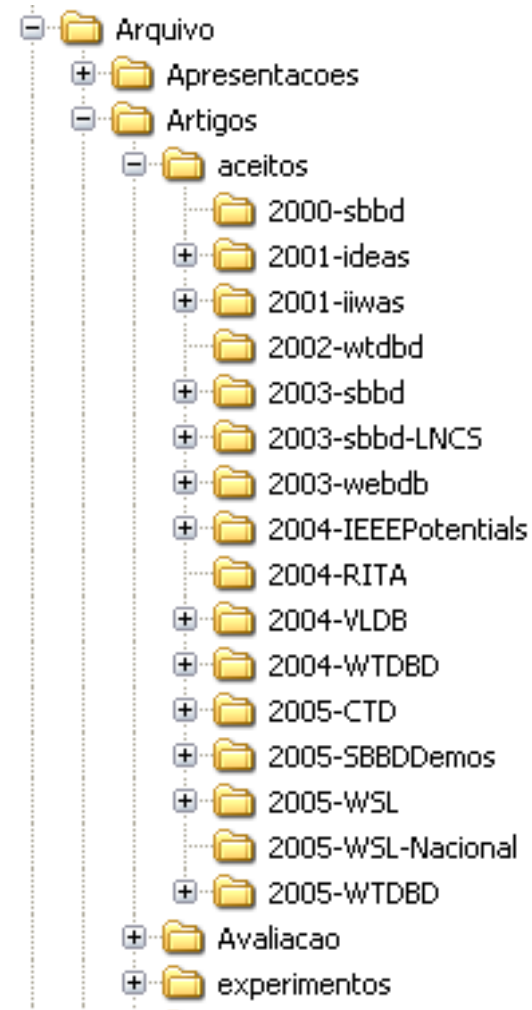 Arquivo
Apresentacoes
Artigos
aceitos
2000-sbbd
2001-ideas
2001-iiwas
2002-wtdbd
2003-sbbd
2003-sbbd-LNCS
2003-webdb
2004-IEEEPotentials
2004-RITA
2004-VLDB
2004-WTDBD
2005-CTD
2005-SBBDDemos
2005-WSL
2005-WSL-Nacional
2005-WTDBD
Avaliacao
experimentos